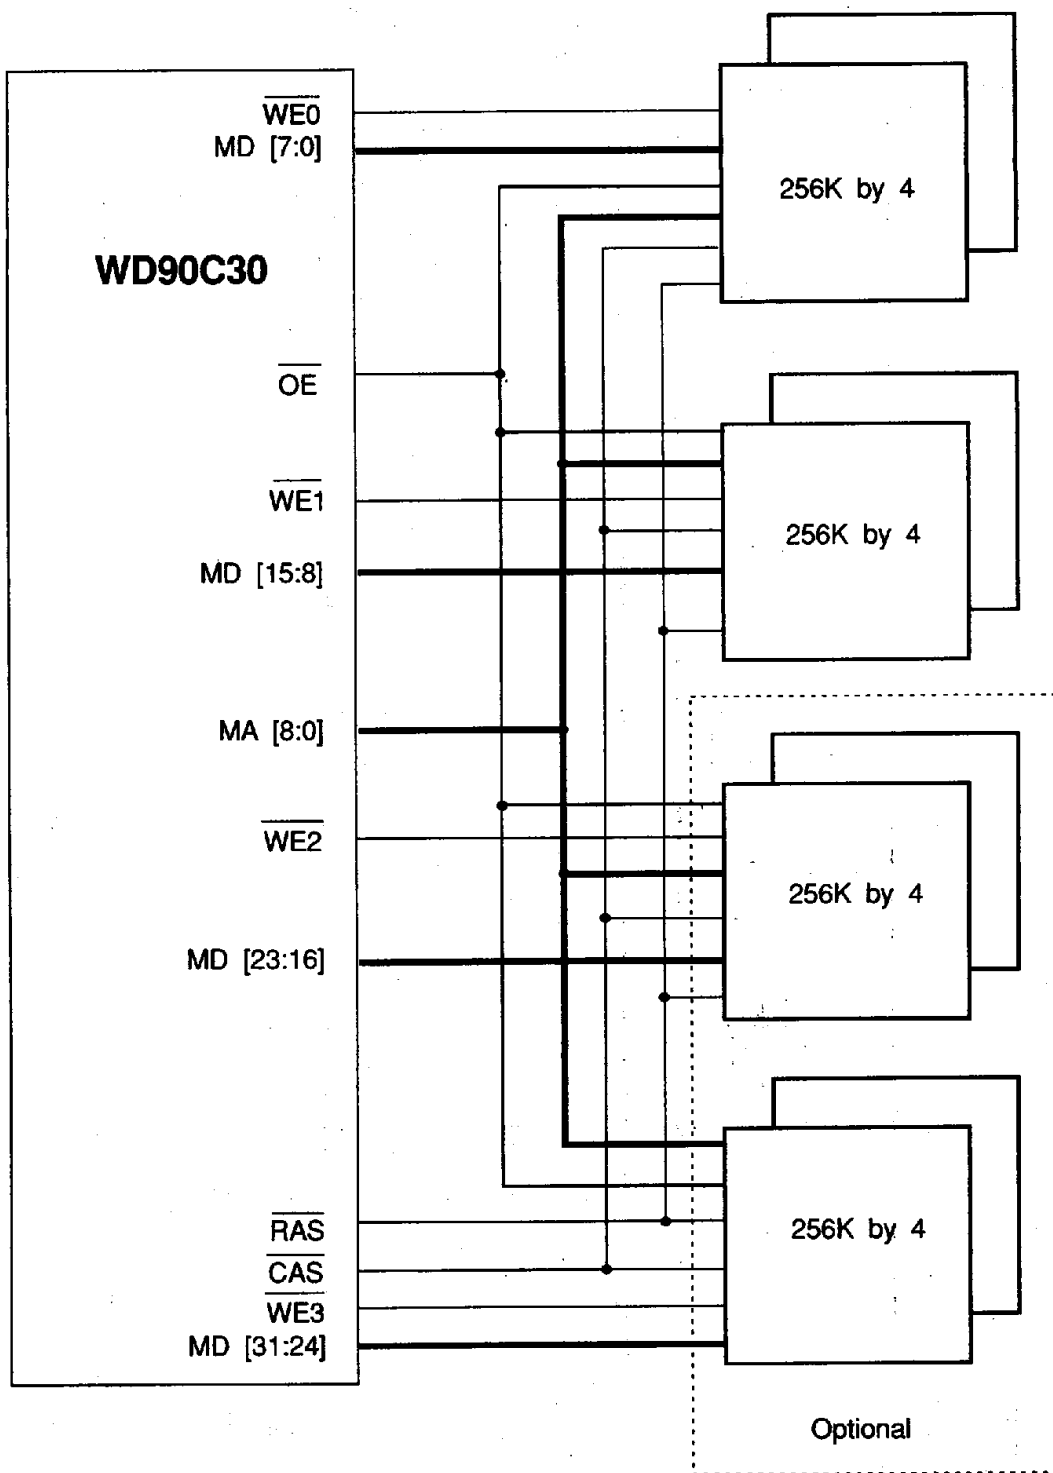 WE0
MD [7:0]
256K by 4
WD90C30
OE
WE1
256K by 4
MD [15:8]
MA [8:0]
WE2
256K by 4
MD [23:16]
RAS
256K by 4
CAS
WE3
MD [31:24]
Optional